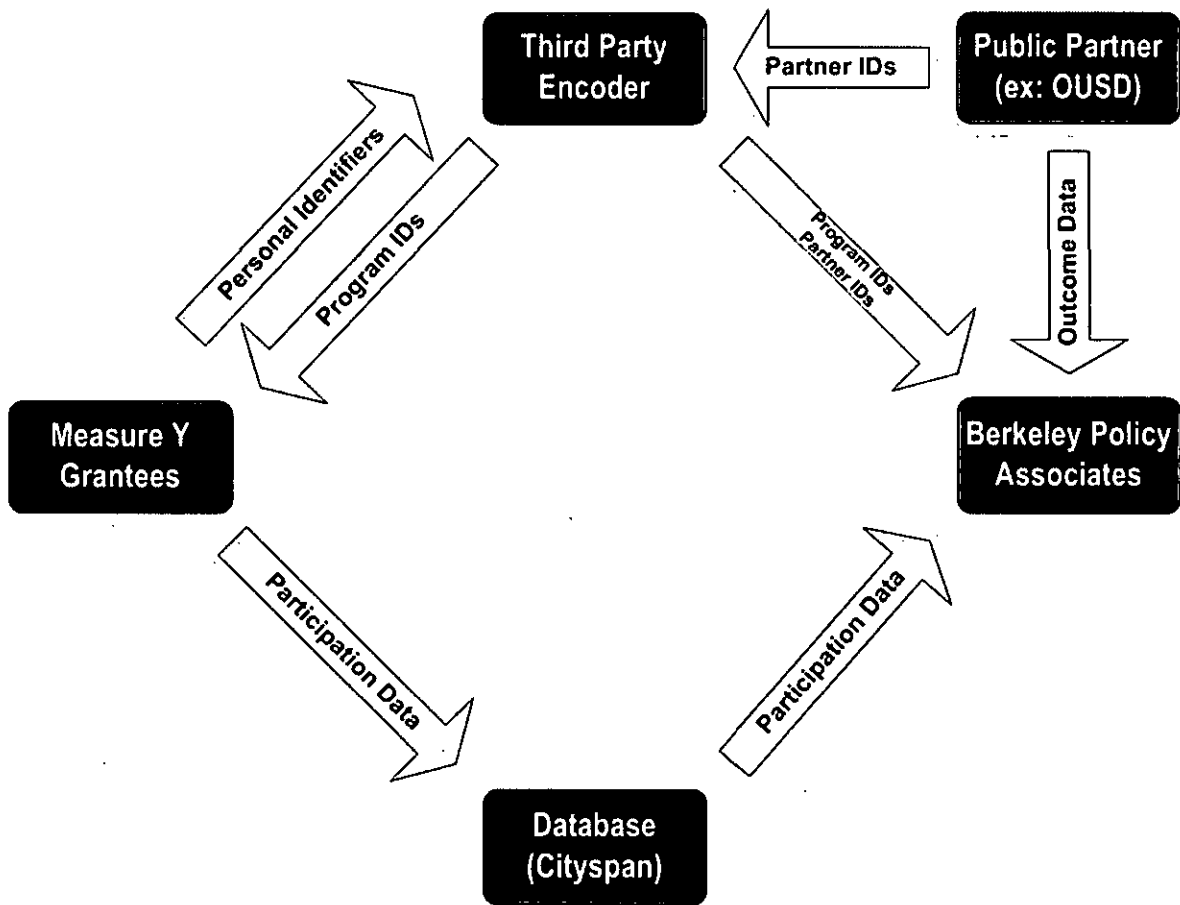 Third Party
Encoder
Partner IDs
Public Partner
(ex: OUSD)
Personal Identifiers
Program IDs
Program IDs
Partner IDs
Outcome Data
Measure Y
Grantees
Berkeley Policy
Associates
Participation Data
Participation Data
Database
(Cityspan)